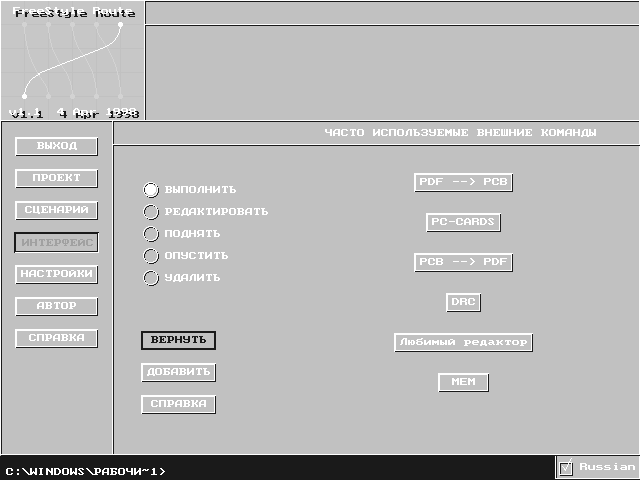 FreeStyle Route
v1.1 4 Apr 1998
ЧАСТО ИСПОЛЬЗУЕМЫЕ ВНЕШНИЕ КОМАНДЫ
ВЫХОД
ПРОЕКТ
СЦЕНАРИЙ
ИНТЕРФЕЙС
НАСТРОЙКИ
АВТОР
СПРАВКА
ВЫПОЛНИТЬ
РЕДАКТИРОВАТЬ
ПОДНЯТЬ
ОПУСТИТЬ
УДАЛИТЬ
ВЕРНУТЬ
ДОБАВИТЬ
СПРАВКА
PDF --> PCB
PC-CARDS
PCB --> PDF
DRC
Любимый редактор
MEM
C:\WINDOWS\РАБОЧИ~1>
Russian